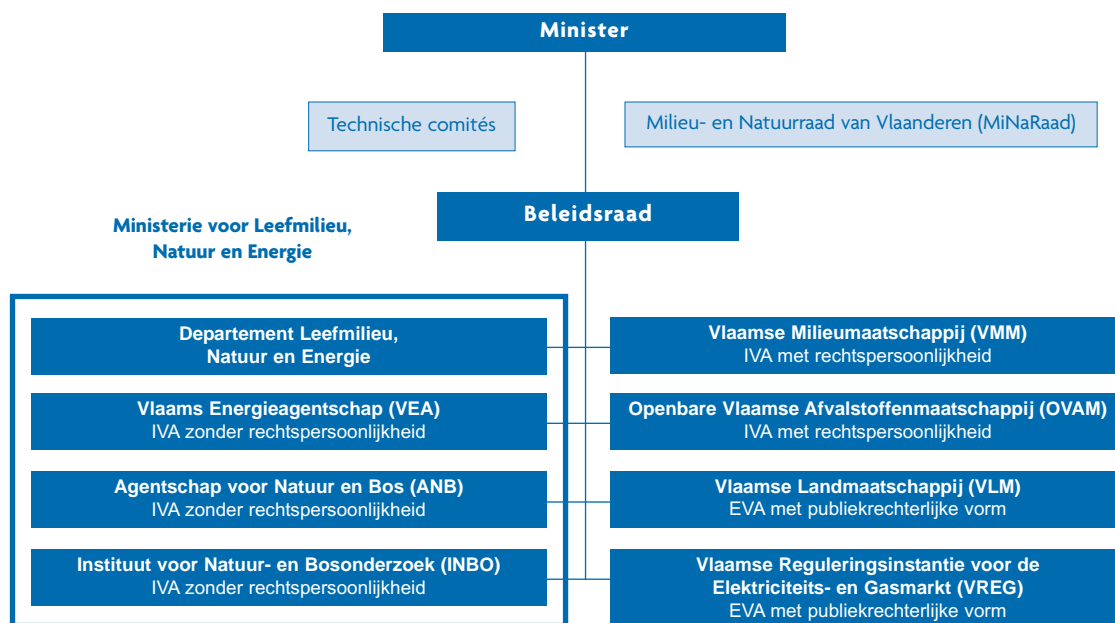 Minister
Technische comités
Milieu- en Natuurraad van Vlaanderen (MiNaRaad)
Beleidsraad
Ministerie voor Leefmilieu,
Natuur en Energie
Departement Leefmilieu,
Natuur en Energie
Vlaamse Milieumaatschappij (VMM)
IVA met rechtspersoonlijkheid
Vlaams Energieagentschap (VEA)
IVA zonder rechtspersoonlijkheid
Openbare Vlaamse Afvalstoffenmaatschappij (OVAM)
IVA met rechtspersoonlijkheid
Agentschap voor Natuur en Bos (ANB)
IVA zonder rechtspersoonlijkheid
Vlaamse Landmaatschappij (VLM)
EVA met publiekrechterlijke vorm
Instituut voor Natuur- en Bosonderzoek (INBO)
IVA zonder rechtspersoonlijkheid
Vlaamse Reguleringsinstantie voor de
Elektriciteits- en Gasmarkt (VREG)
EVA met publiekrechterlijke vorm